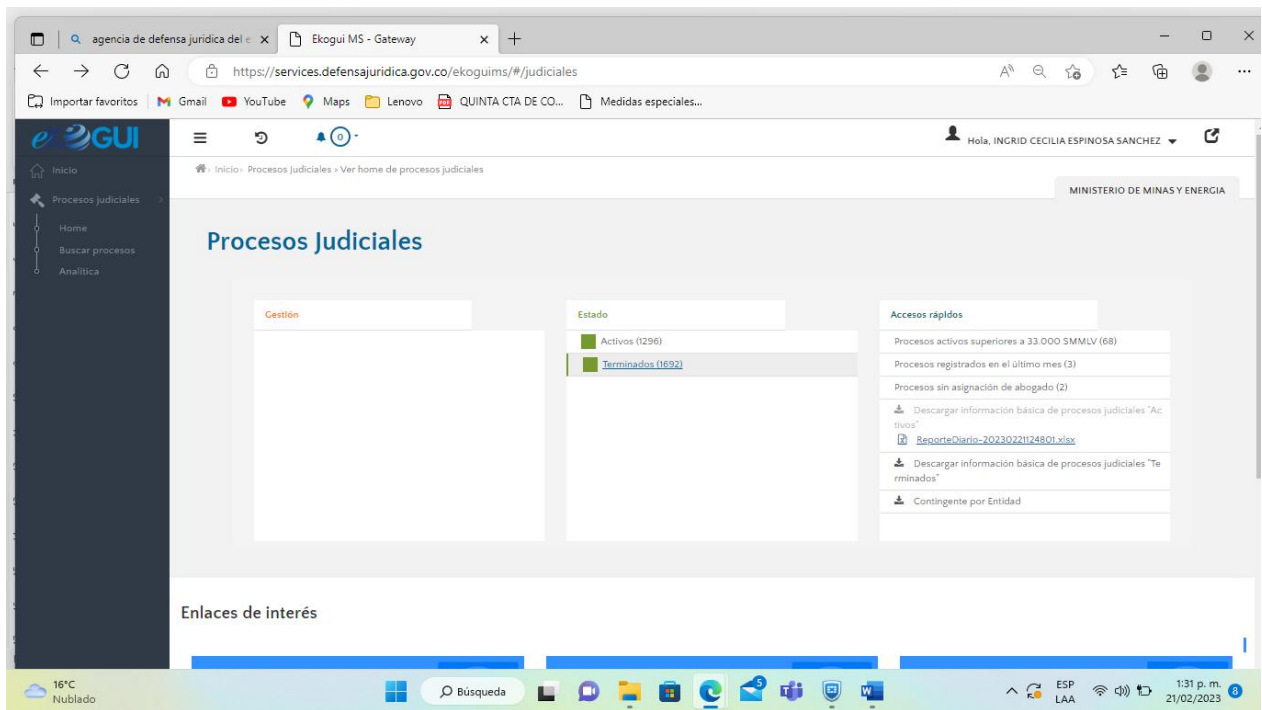 agencia de defensa juridica del e
Ekogui MS - Gateway
https://services.defensajuridica.gov.co/ekoguims/#/judiciales
Importar favoritos
Gmail
YouTube
Maps
Lenovo
QUINTA CTA DE CO...
Medidas especiales...
eKOGUI
0
Hola, INGRID CECILIA ESPINOSA SANCHEZ
Inicio
Procesos judiciales
Home
Buscar procesos
Analítica
Inicio› Procesos Judiciales › Ver home de procesos judiciales
MINISTERIO DE MINAS Y ENERGIA
Procesos Judiciales
Gestión
Estado
Activos (1296)
Terminados (1692)
Accesos rápidos
Procesos activos superiores a 33.000 SMMLV (68)
Procesos registrados en el último mes (3)
Procesos sin asignación de abogado (2)
Descargar información básica de procesos judiciales "Ac
tivos"
ReporteDiario-20230221124801.xlsx
Descargar información básica de procesos judiciales "Te
rminados"
Contingente por Entidad
Enlaces de interés
16°C
Nublado
Búsqueda
5
ESP
LAA
1:31 p. m.
21/02/2023
8